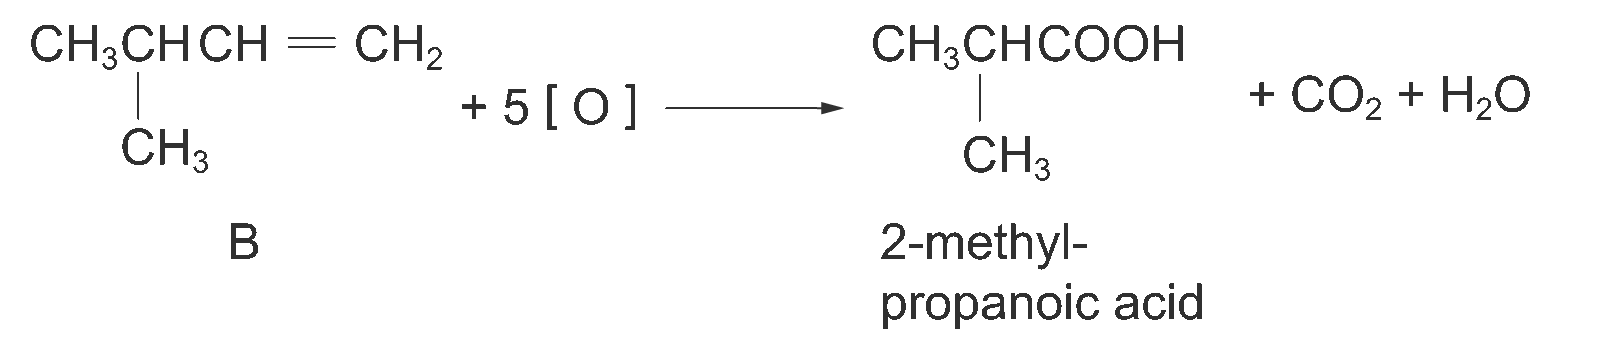 CH₃CHCH = CH₂ + 5 [ O ] ⟶ CH₃CHCOOH + CO₂ + H₂O
CH₃ CH₃
B 2-methyl-
propanoic acid